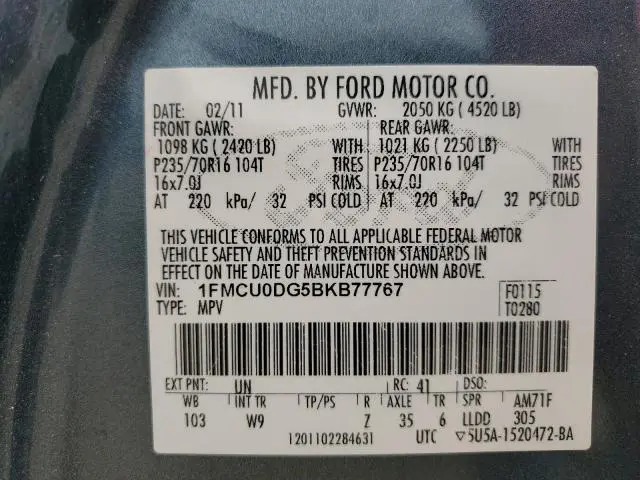 MFD. BY FORD MOTOR CO.
DATE: 02/11 GVWR: 2050 KG ( 4520 LB)
FRONT GAWR: REAR GAWR:
1098 KG ( 2420 LB) WITH 1021 KG ( 2250 LB) WITH
P235/70R16 104T TIRES P235/70R16 104T TIRES
16x7.0J RIMS 16x7.0J RIMS
AT 220 kPa/ 32 PSI COLD AT 220 kPa/ 32 PSI COLD
THIS VEHICLE CONFORMS TO ALL APPLICABLE FEDERAL MOTOR
VEHICLE SAFETY AND THEFT PREVENTION STANDARDS IN
EFFECT ON THE DATE OF MANUFACTURE SHOWN ABOVE.
VIN: 1FMCU0DG5BKB77767 F0115
TYPE: MPV T0280
EXT PNT: UN RC: 41 DSO:
WB INT TR TP/PS R AXLE TR SPR AM71F
103 W9 Z 35 6 LLDD 305
1201102284631 UTC ▽5U5A-1520472-BA